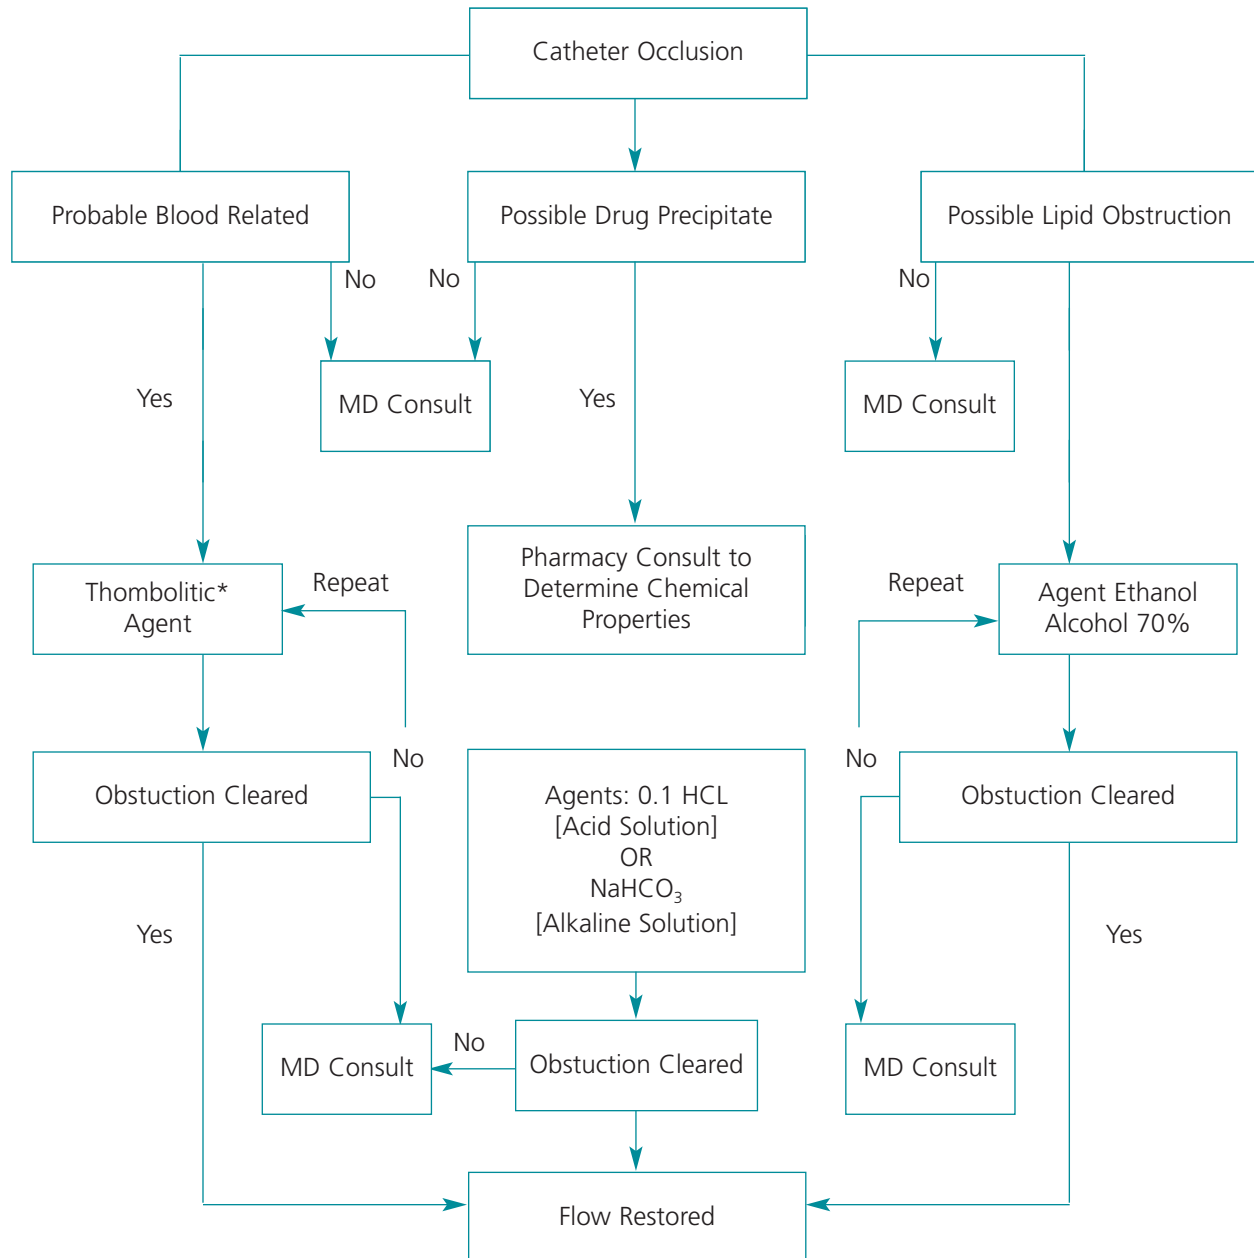 Catheter Occlusion
Probable Blood Related
Possible Drug Precipitate
Possible Lipid Obstruction
No
No
No
MD Consult
MD Consult
Yes
Yes
Pharmacy Consult to
Determine Chemical
Properties
Thombolitic*
Agent
Repeat
Repeat
Agent Ethanol
Alcohol 70%
No
No
Obstuction Cleared
Agents: 0.1 HCL
[Acid Solution]
OR
NaHCO₃
[Alkaline Solution]
Obstuction Cleared
Yes
Yes
MD Consult
No
Obstuction Cleared
MD Consult
Flow Restored